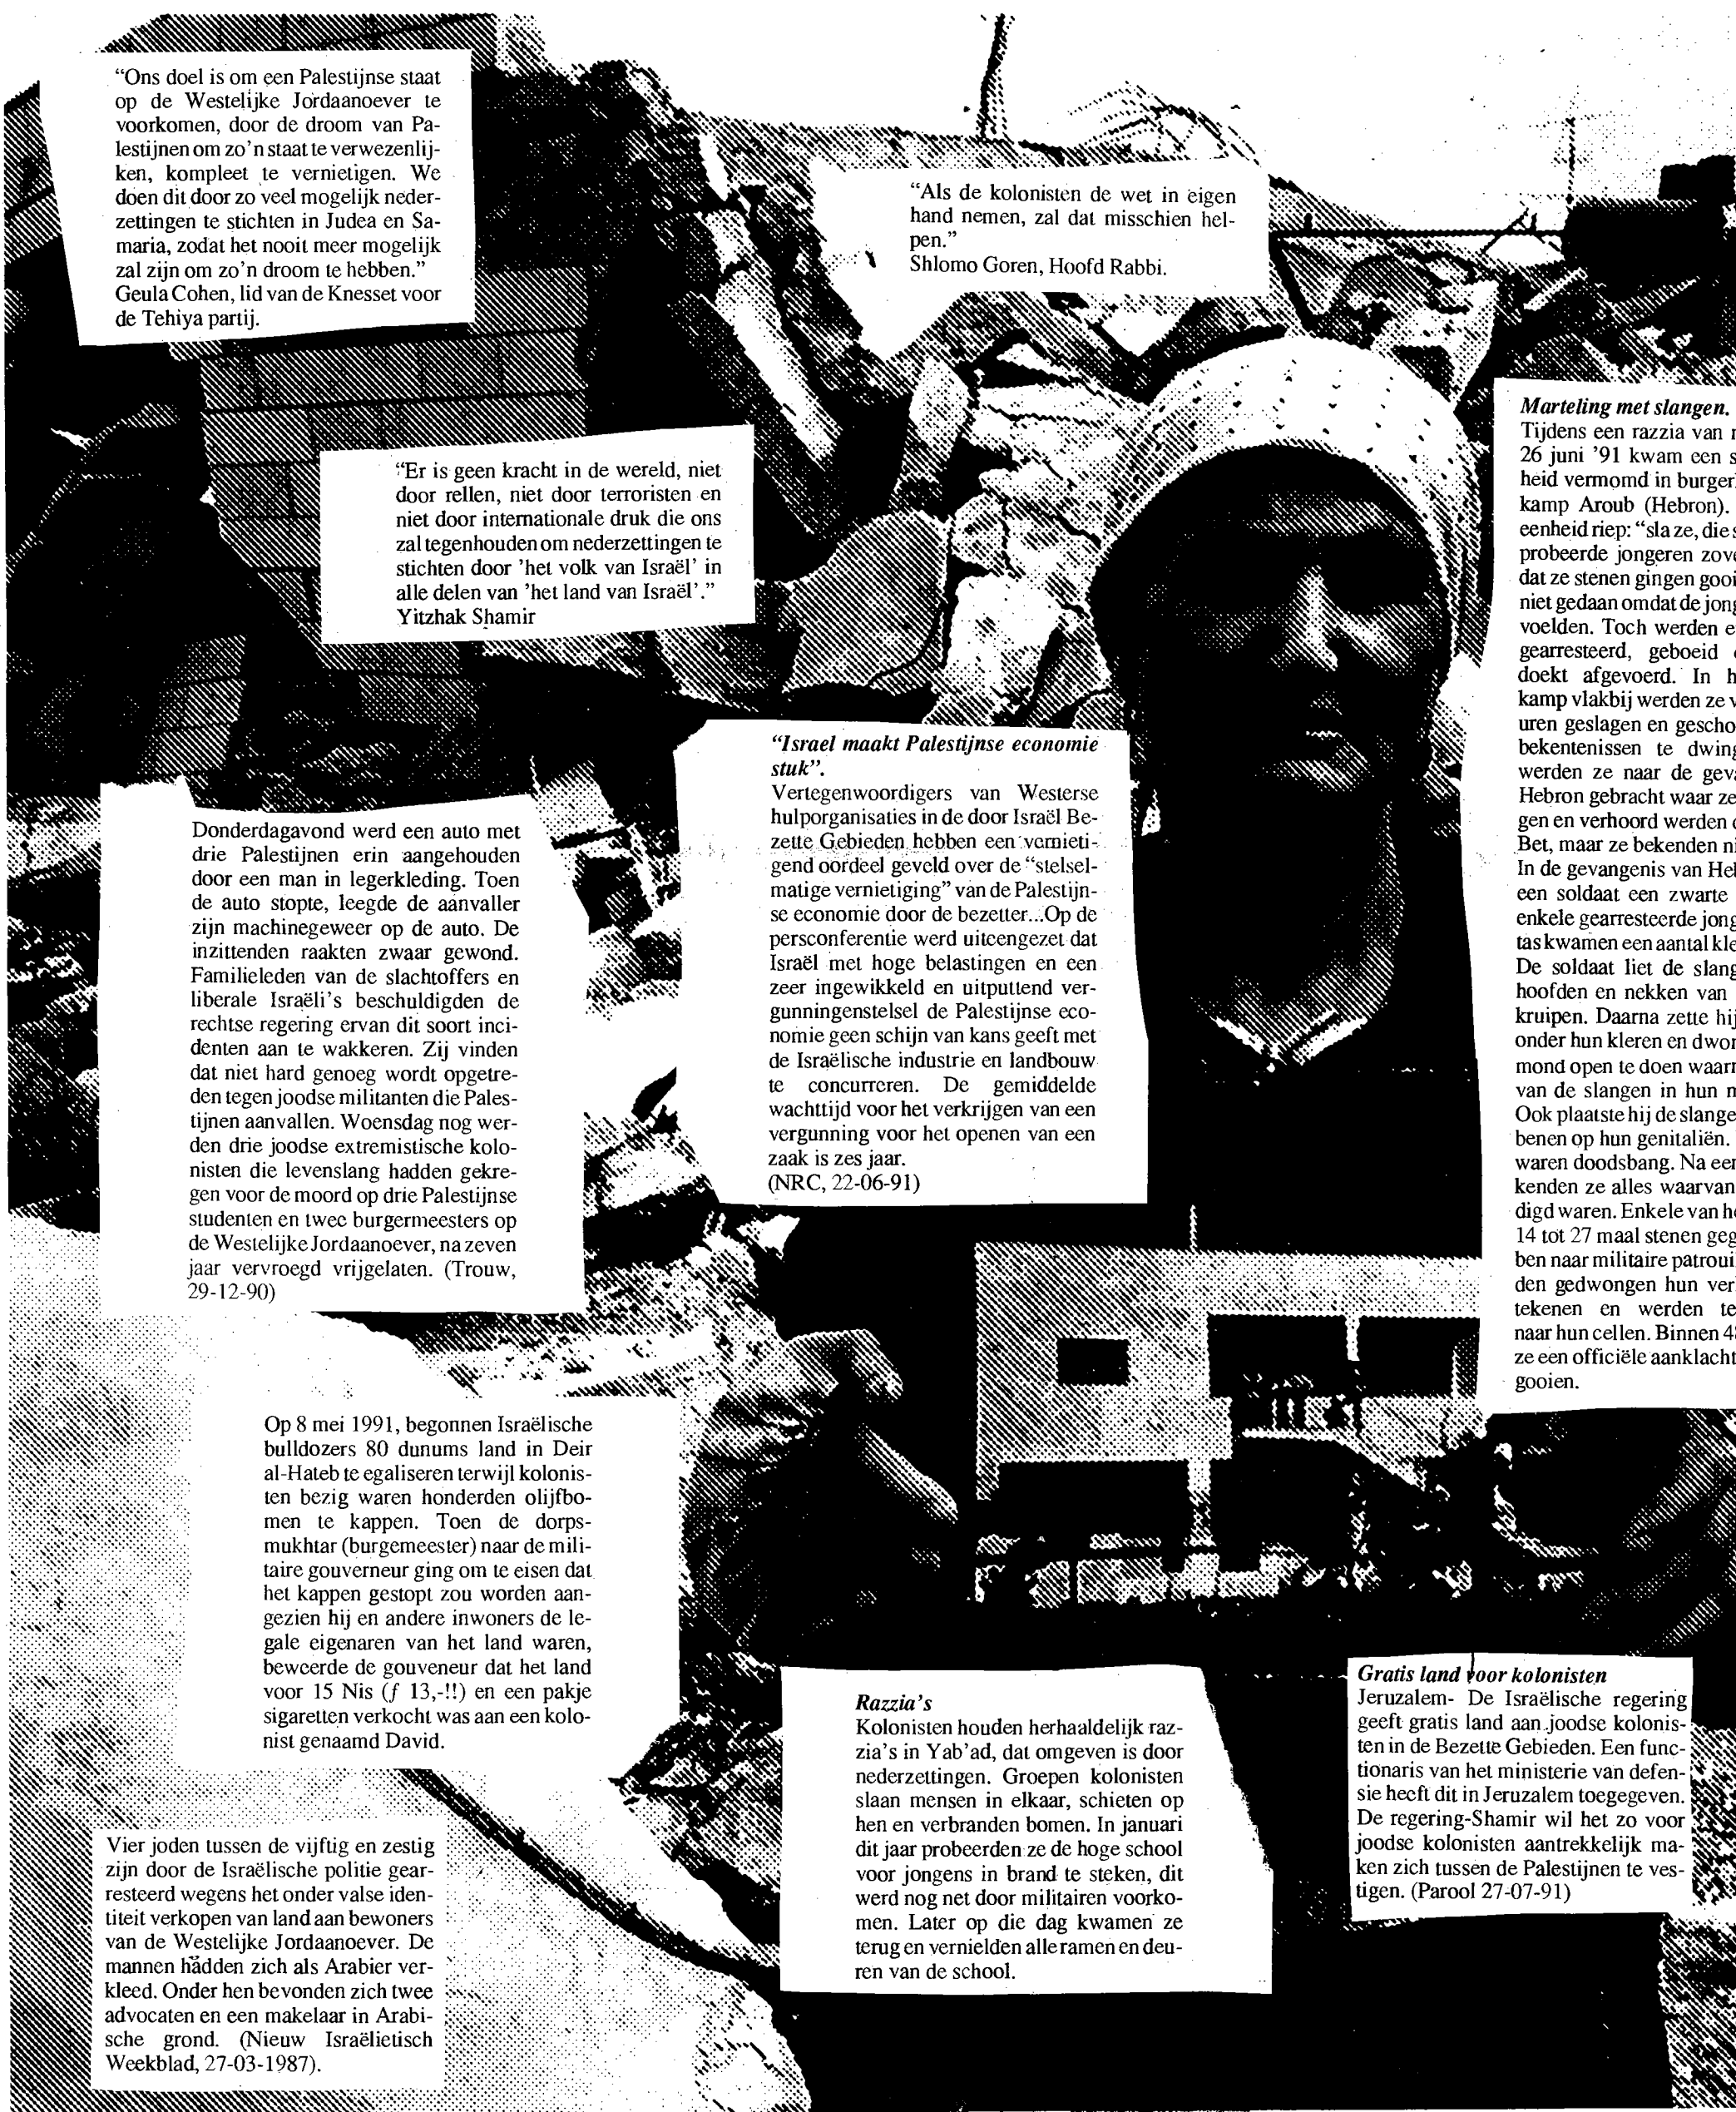 “Ons doel is om een Palestijnse staat
op de Westelijke Jordaanoever te
voorkomen, door de droom van Pa-
lestijnen om zo’n staat te verwezenlij-
ken, kompleet te vernietigen. We
doen dit door zo veel mogelijk neder-
zettingen te stichten in Judea en Sa-
maria, zodat het nooit meer mogelijk
zal zijn om zo’n droom te hebben.”
Geula Cohen, lid van de Knesset voor
de Tehiya partij.
“Als de kolonisten de wet in eigen
hand nemen, zal dat misschien hel-
pen.”
Shlomo Goren, Hoofd Rabbi.
“Er is geen kracht in de wereld, niet
door rellen, niet door terroristen en
niet door internationale druk die ons
zal tegenhouden om nederzettingen te
stichten door 'het volk van Israël' in
alle delen van 'het land van Israël'.”
Yitzhak Shamir
“Israel maakt Palestijnse economie
stuk”.
Vertegenwoordigers van Westerse
hulporganisaties in de door Israël Be-
zette Gebieden hebben een vernieti-
gend oordeel geveld over de “stelsel-
matige vernietiging” van de Palestijn-
se economie door de bezetter...Op de
persconferentie werd uiteengezet dat
Israël met hoge belastingen en een
zeer ingewikkeld en uitputtend ver-
gunningenstelsel de Palestijnse eco-
nomie geen schijn van kans geeft met
de Israëlische industrie en landbouw
te concurreren. De gemiddelde
wachttijd voor het verkrijgen van een
vergunning voor het openen van een
zaak is zes jaar.
(NRC, 22-06-91)
Donderdagavond werd een auto met
drie Palestijnen erin aangehouden
door een man in legerkleding. Toen
de auto stopte, leegde de aanvaller
zijn machinegeweer op de auto. De
inzittenden raakten zwaar gewond.
Familieleden van de slachtoffers en
liberale Israëli’s beschuldigden de
rechtse regering ervan dit soort inci-
denten aan te wakkeren. Zij vinden
dat niet hard genoeg wordt opgetre-
den tegen joodse militanten die Pales-
tijnen aanvallen. Woensdag nog wer-
den drie joodse extremistische kolo-
nisten die levenslang hadden gekre-
gen voor de moord op drie Palestijnse
studenten en twee burgermeesters op
de Westelijke Jordaanoever, na zeven
jaar vervroegd vrijgelaten. (Trouw,
29-12-90)
Marteling met slangen.
Tijdens een razzia van
26 juni '91 kwam een
heid vermomd in burger
kamp Aroub (Hebron).
eenheid riep: “sla ze, die
probeerde jongeren zove
dat ze stenen gingen gooi
niet gedaan omdat de jong
voelden. Toch werden e
gearresteerd, geboeid
doekt afgevoerd. In h
kamp vlakbij werden ze v
uren geslagen en gescho
bekentenissen te dwing
werden ze naar de geva
Hebron gebracht waar ze
gen en verhoord werden
Bet, maar ze bekenden ni
In de gevangenis van Heb
een soldaat een zwarte
enkele gearresteerde jong
tas kwamen een aantal kle
De soldaat liet de slang
hoofden en nekken van
kruipen. Daarna zette hij
onder hun kleren en dwon
mond open te doen waarn
van de slangen in hun m
Ook plaatste hij de slange
benen op hun genitaliën.
waren doodsbang. Na een
kenden ze alles waarvan
digd waren. Enkele van he
14 tot 27 maal stenen geg
ben naar militaire patroui
den gedwongen hun ver
tekenen en werden te
naar hun cellen. Binnen 48
ze een officiële aanklacht
gooien.
Op 8 mei 1991, begonnen Israëlische
bulldozers 80 dunums land in Deir
al-Hateb te egaliseren terwijl kolonis-
ten bezig waren honderden olijfbo-
men te kappen. Toen de dorps-
mukhtar (burgemeester) naar de mili-
taire gouverneur ging om te eisen dat
het kappen gestopt zou worden aan-
gezien hij en andere inwoners de le-
gale eigenaren van het land waren,
beweerde de gouveneur dat het land
voor 15 Nis (ƒ 13,-!!) en een pakje
sigaretten verkocht was aan een kolo-
nist genaamd David.
Razzia’s
Kolonisten houden herhaaldelijk raz-
zia’s in Yab’ad, dat omgeven is door
nederzettingen. Groepen kolonisten
slaan mensen in elkaar, schieten op
hen en verbranden bomen. In januari
dit jaar probeerden ze de hoge school
voor jongens in brand te steken, dit
werd nog net door militairen voorko-
men. Later op die dag kwamen ze
terug en vernielden alle ramen en deu-
ren van de school.
Gratis land voor kolonisten
Jeruzalem- De Israëlische regering
geeft gratis land aan joodse kolonis-
ten in de Bezette Gebieden. Een func-
tionaris van het ministerie van defen-
sie heeft dit in Jeruzalem toegegeven.
De regering-Shamir wil het zo voor
joodse kolonisten aantrekkelijk ma-
ken zich tussen de Palestijnen te ves-
tigen. (Parool 27-07-91)
Vier joden tussen de vijftig en zestig
zijn door de Israëlische politie gear-
resteerd wegens het onder valse iden-
titeit verkopen van land aan bewoners
van de Westelijke Jordaanoever. De
mannen hadden zich als Arabier ver-
kleed. Onder hen bevonden zich twee
advocaten en een makelaar in Arabi-
sche grond. (Nieuw Israëlietisch
Weekblad, 27-03-1987).